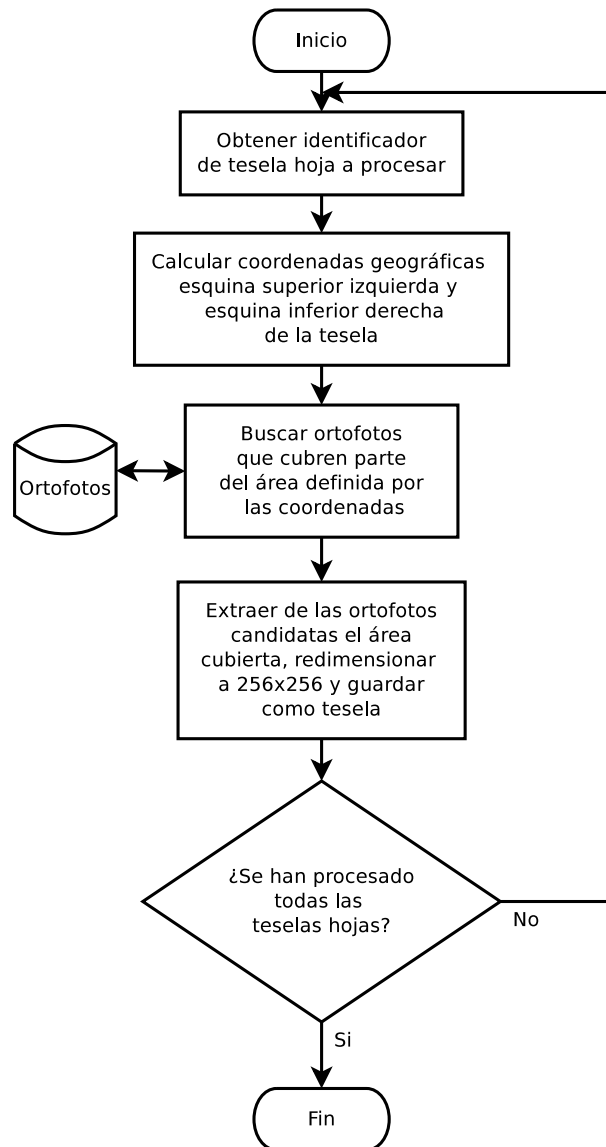 Inicio
Obtener identificador
de tesela hoja a procesar
Calcular coordenadas geográficas
esquina superior izquierda y
esquina inferior derecha
de la tesela
Buscar ortofotos
que cubren parte
del área definida por
las coordenadas
Ortofotos
Extraer de las ortofotos
candidatas el área
cubierta, redimensionar
a 256x256 y guardar
como tesela
¿Se han procesado
todas las
teselas hojas?
No
Si
Fin